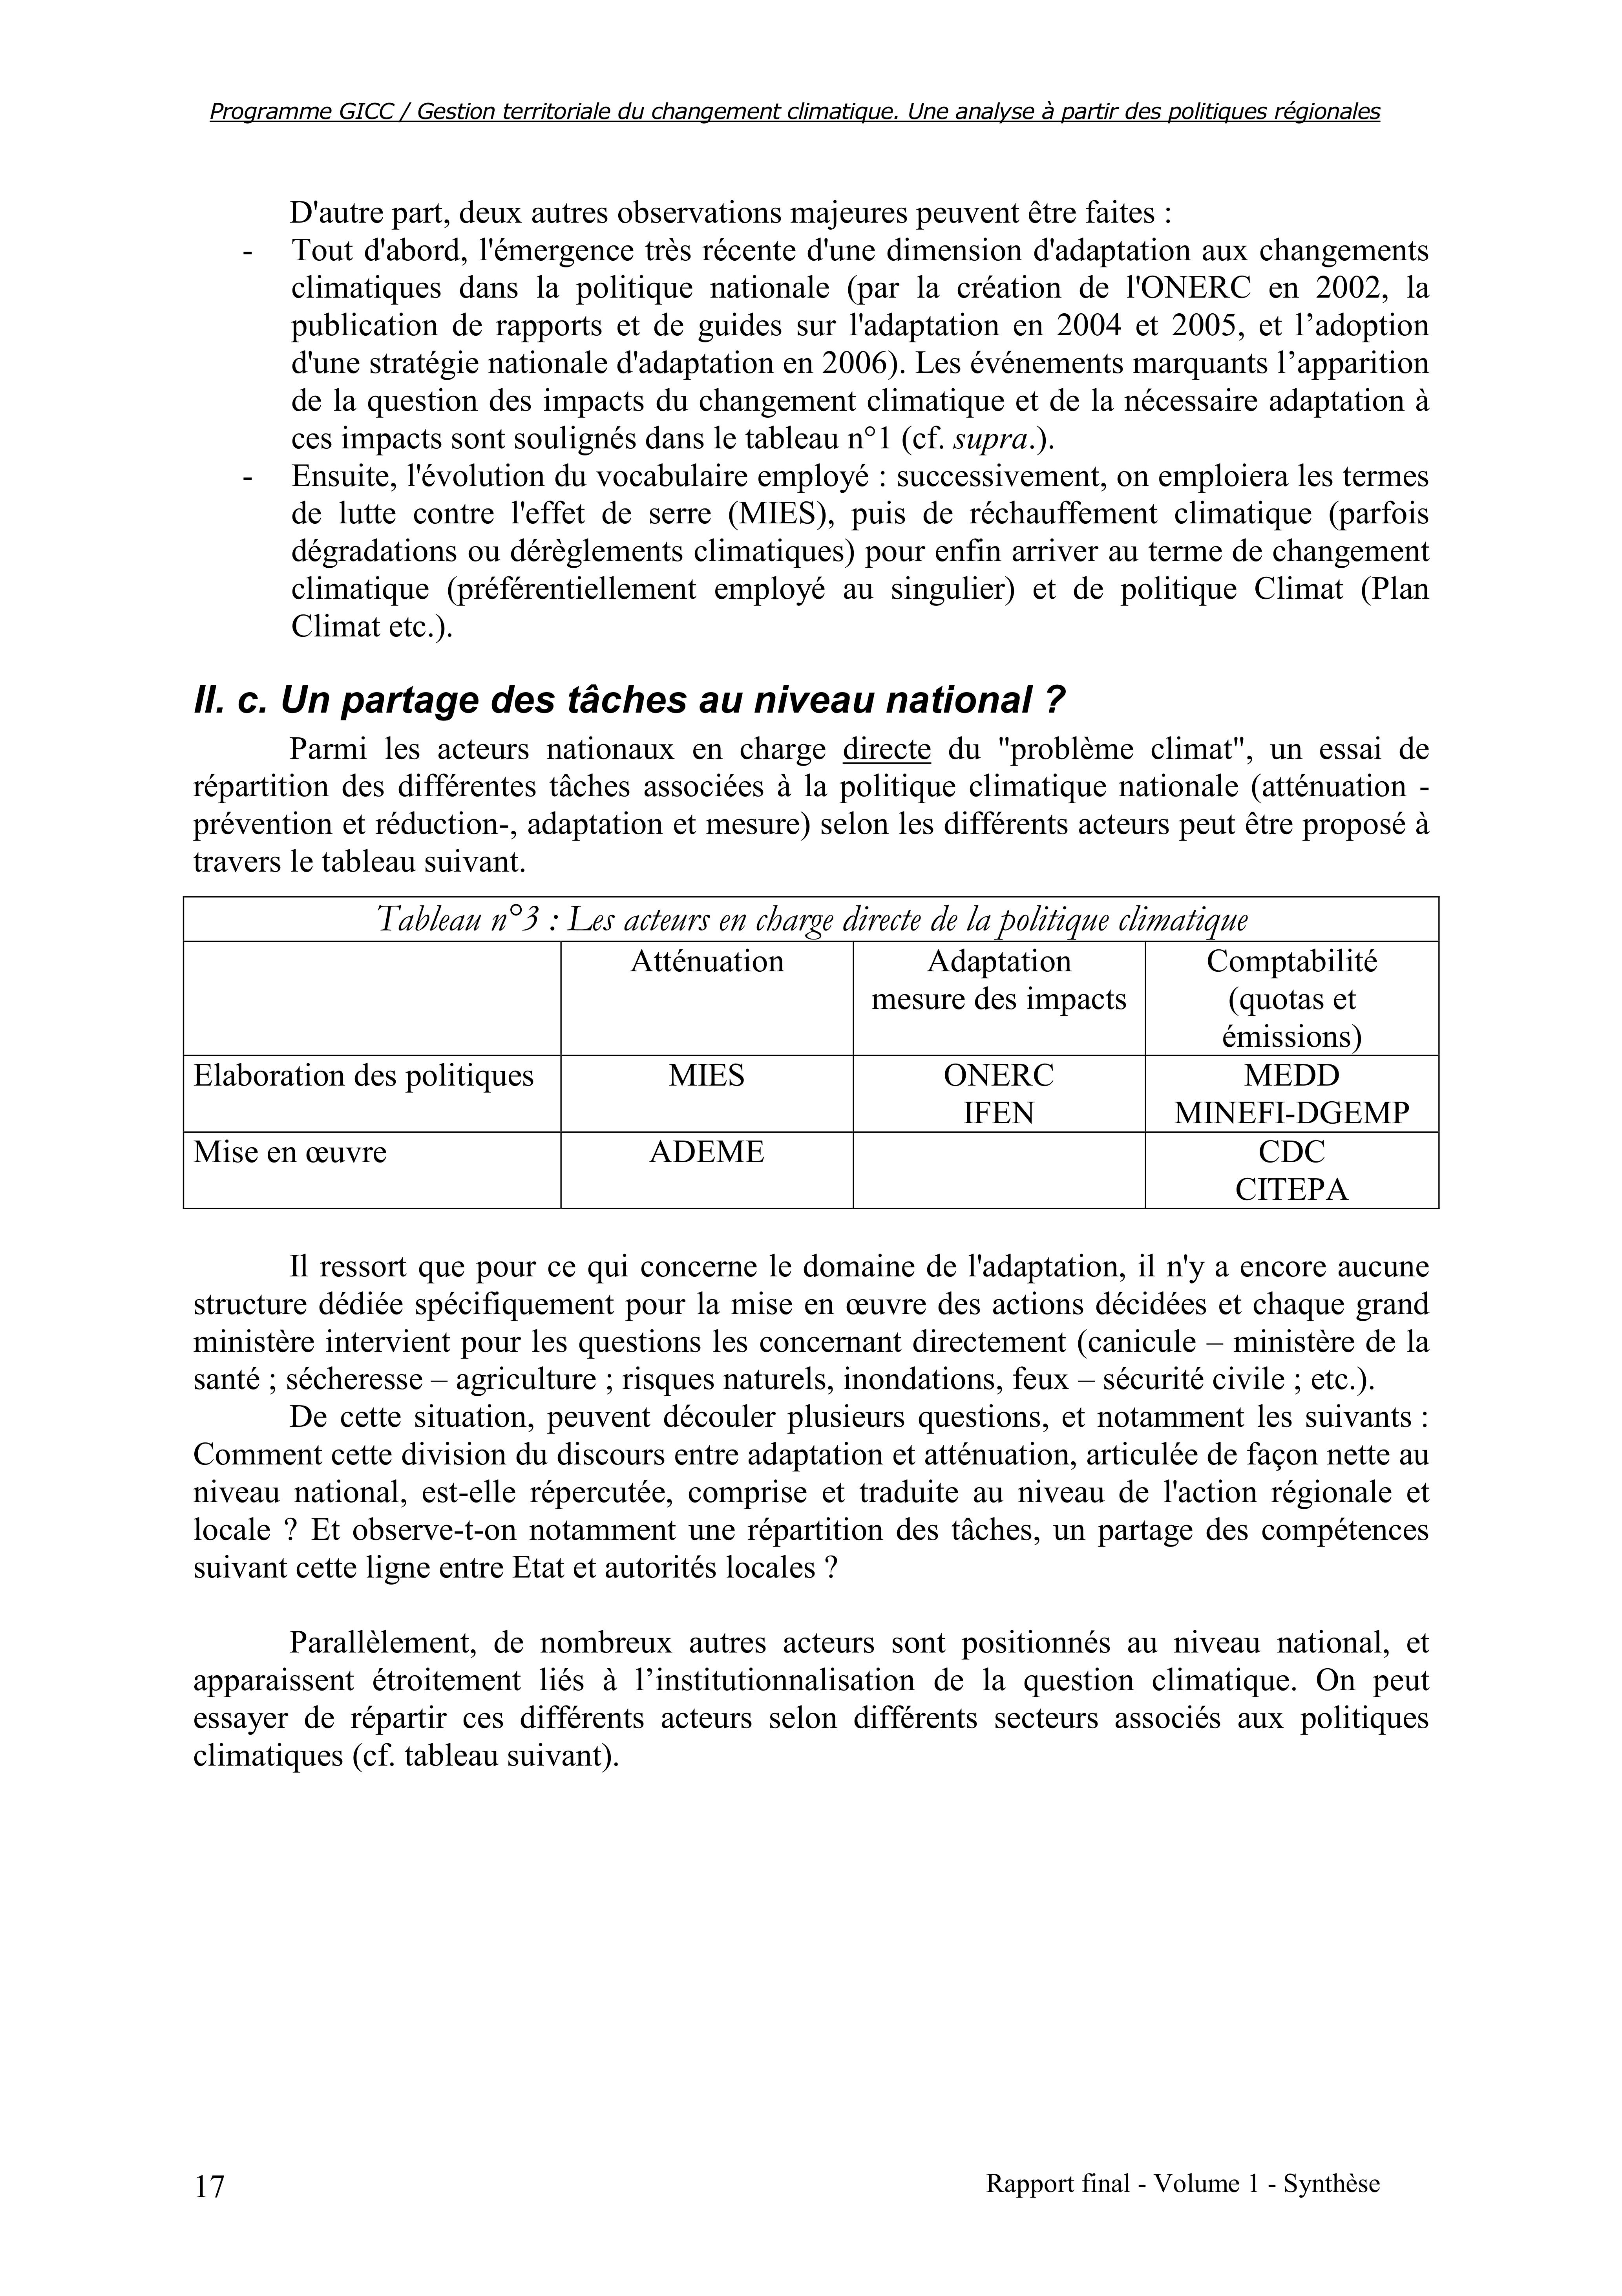 Programme GICC / Gestion territoriale du changement climatique. Une analyse à partir des politiques régionales
D'autre part, deux autres observations majeures peuvent être faites :
- Tout d'abord, l'émergence très récente d'une dimension d'adaptation aux changements
climatiques dans la politique nationale (par la création de l'ONERC en 2002, la
publication de rapports et de guides sur l'adaptation en 2004 et 2005, et l’adoption
d'une stratégie nationale d'adaptation en 2006). Les événements marquants l’apparition
de la question des impacts du changement climatique et de la nécessaire adaptation à
ces impacts sont soulignés dans le tableau n°1 (cf. supra.).
- Ensuite, l'évolution du vocabulaire employé : successivement, on emploiera les termes
de lutte contre l'effet de serre (MIES), puis de réchauffement climatique (parfois
dégradations ou dérèglements climatiques) pour enfin arriver au terme de changement
climatique (préférentiellement employé au singulier) et de politique Climat (Plan
Climat etc.).
II. c. Un partage des tâches au niveau national ?
Parmi les acteurs nationaux en charge directe du "problème climat", un essai de
répartition des différentes tâches associées à la politique climatique nationale (atténuation -
prévention et réduction-, adaptation et mesure) selon les différents acteurs peut être proposé à
travers le tableau suivant.
Tableau n°3 : Les acteurs en charge directe de la politique climatique
Atténuation
Adaptation
mesure des impacts
Comptabilité
(quotas et
émissions)
Elaboration des politiques
MIES
ONERC
IFEN
MEDD
MINEFI-DGEMP
Mise en œuvre
ADEME
CDC
CITEPA
Il ressort que pour ce qui concerne le domaine de l'adaptation, il n'y a encore aucune
structure dédiée spécifiquement pour la mise en œuvre des actions décidées et chaque grand
ministère intervient pour les questions les concernant directement (canicule – ministère de la
santé ; sécheresse – agriculture ; risques naturels, inondations, feux – sécurité civile ; etc.).
De cette situation, peuvent découler plusieurs questions, et notamment les suivants :
Comment cette division du discours entre adaptation et atténuation, articulée de façon nette au
niveau national, est-elle répercutée, comprise et traduite au niveau de l'action régionale et
locale ? Et observe-t-on notamment une répartition des tâches, un partage des compétences
suivant cette ligne entre Etat et autorités locales ?
Parallèlement, de nombreux autres acteurs sont positionnés au niveau national, et
apparaissent étroitement liés à l’institutionnalisation de la question climatique. On peut
essayer de répartir ces différents acteurs selon différents secteurs associés aux politiques
climatiques (cf. tableau suivant).
17
Rapport final - Volume 1 - Synthèse